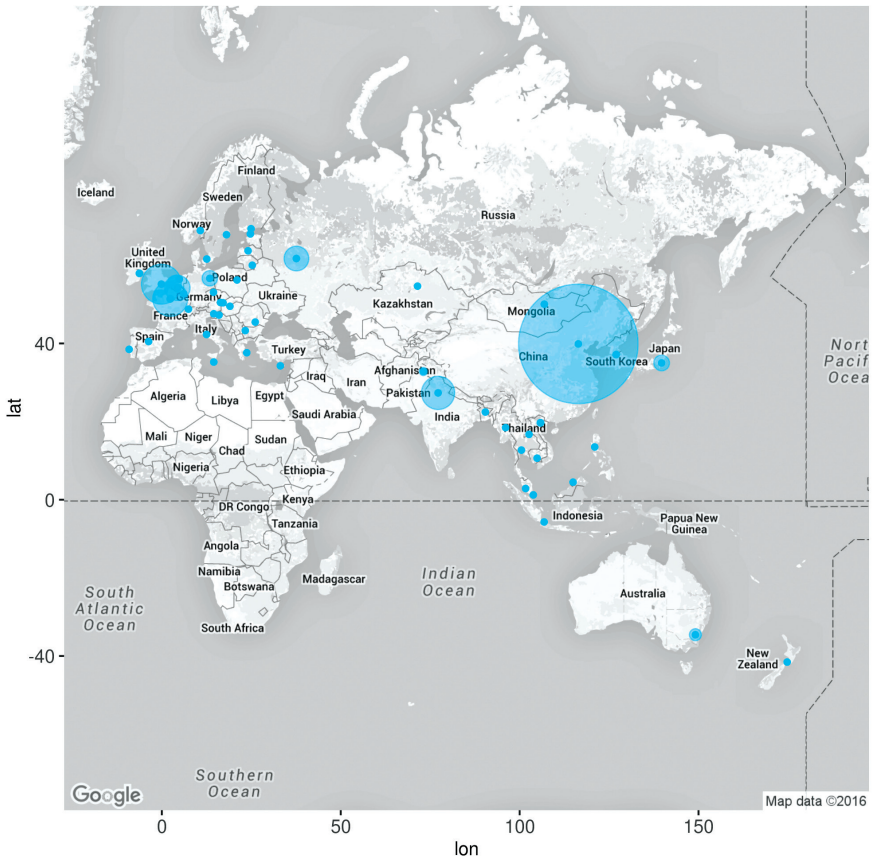 Finland
Iceland
Sweden
Russia
Norway
United
Kingdom
Poland
Germany
Ukraine
France
Kazakhstan
Mongolia
Italy
Spain
40
Turkey
China
South Korea
Japan
North
Pacif
Ocea
Afghanistan
Iraq
Iran
Pakistan
Algeria
Libya
Egypt
Saudi Arabia
India
lat
Mali
Niger
Sudan
Thailand
Chad
Nigeria
Ethiopia
0
Kenya
DR Congo
Indonesia
Tanzania
Papua New
Guinea
Angola
Namibia
Botswana
Madagascar
Indian
Ocean
South
Atlantic
Ocean
Australia
South Africa
-40
New
Zealand
Southern
Ocean
Google
Map data ©2016
0
50
100
150
lon